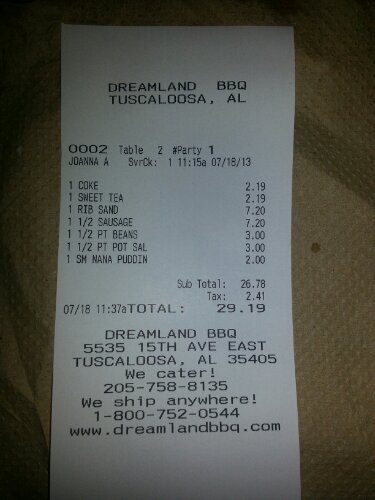 DREAMLAND BBQ
TUSCALOOSA, AL
0002 Table 2 #Party 1
JOANNA A SvrCk: 1 11:15a 07/18/13
1 COKE 2.19
1 SWEET TEA 2.19
1 RIB SAND 7.20
1 1/2 SAUSAGE 7.20
1 1/2 PT BEANS 3.00
1 1/2 PT POT SAL 3.00
1 SM NANA PUDDIN 2.00
Sub Total: 26.78
Tax: 2.41
07/18 11:37aTOTAL: 29.19
DREAMLAND BBQ
5535 15TH AVE EAST
TUSCALOOSA, AL 35405
We cater!
205-758-8135
We ship anywhere!
1-800-752-0544
www.dreamlandbbq.com